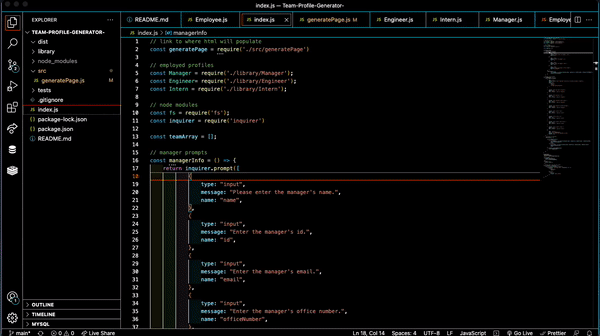 index.js — Team-Profile-Generator-
EXPLORER
TEAM-PROFILE-GENERATOR-
dist
library
node_modules
src
generatePage.js M
tests
.gitignore
index.js
package-lock.json
package.json
README.md
OUTLINE
TIMELINE
MYSQL
README.md
Employee.js
index.js
generatePage.js M
Engineer.js
Intern.js
Manager.js
index.js > managerInfo
1 // link to where html will populate
2 const generatePage = require('./src/generatePage')
3
4 // employed profiles
5 const Manager = require('./library/Manager');
6 const Engineer= require('./library/Engineer');
7 const Intern = require('./library/Intern');
8
9 // node modules
10 const fs = require('fs');
11 const inquirer = require('inquirer')
12
13 const teamArray = [];
14
15 // manager prompts
16 const managerInfo = () => {
17 return inquirer.prompt([
18 {
19 type: "input",
20 message: "Please enter the manager's name.",
21 name: "name",
22 },
23 {
24 type: "input",
25 message: "Enter the manager's id.",
26 name: "id",
27 },
28 {
29 type: "input",
30 message: "Enter the manager's email.",
31 name: "email",
32 },
33 {
34 type: "input",
35 message: "Enter the manager's office number.",
36 name: "officeNumber",
main* 0 0 Live Share
Ln 18, Col 14 Spaces: 4 UTF-8 LF JavaScript Go Live Prettier